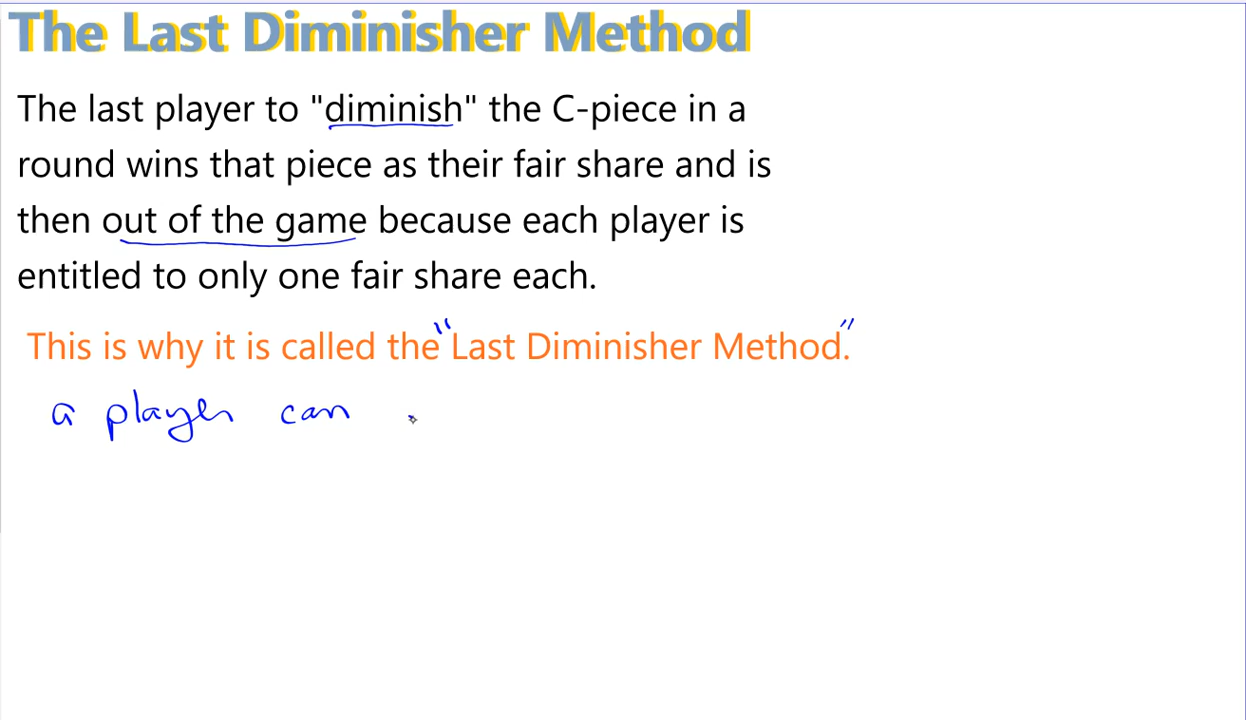 The Last Diminisher Method
The last player to "diminish" the C-piece in a
round wins that piece as their fair share and is
then out of the game because each player is
entitled to only one fair share each.
This is why it is called the "Last Diminisher Method."
a player can